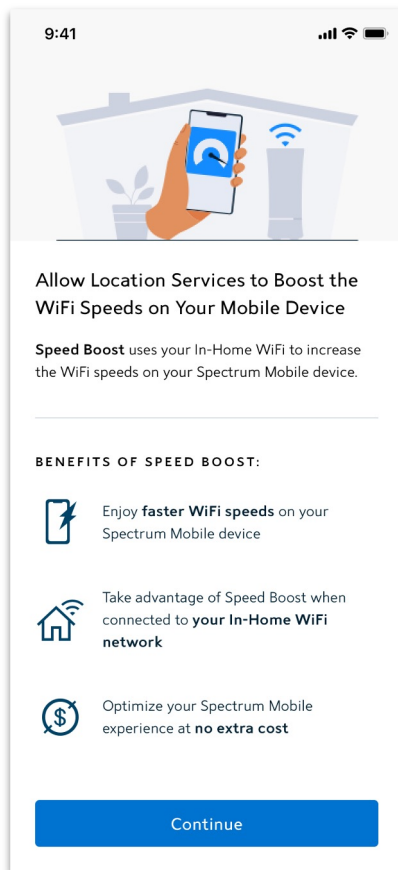 9:41
Allow Location Services to Boost the
WiFi Speeds on Your Mobile Device
Speed Boost uses your In-Home WiFi to increase
the WiFi speeds on your Spectrum Mobile device.
BENEFITS OF SPEED BOOST:
Enjoy faster WiFi speeds on your
Spectrum Mobile device
Take advantage of Speed Boost when
connected to your In-Home WiFi
network
$
Optimize your Spectrum Mobile
experience at no extra cost
Continue